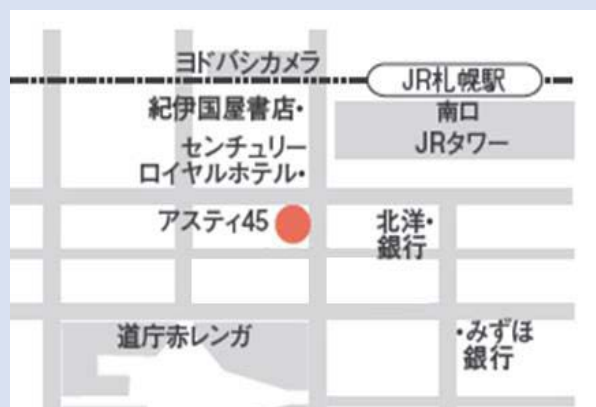 ヨドバシカメラ
JR札幌駅
紀伊国屋書店・
南口
センチュリー
ロイヤルホテル・
JRタワー
アスティ45
北洋・
銀行
道庁赤レンガ
・みずほ
銀行